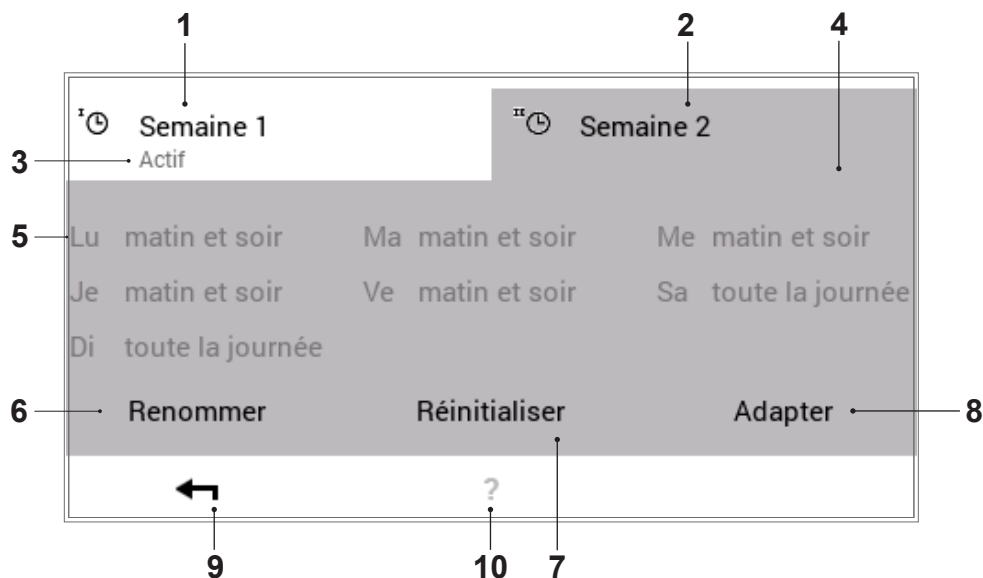 1 2 4
I Semaine 1 II Semaine 2
3 Actif
5 Lu matin et soir Ma matin et soir Me matin et soir
Je matin et soir Ve matin et soir Sa toute la journée
Di toute la journée
6 Renommer Réinitialiser Adapter 8
?
9 10 7